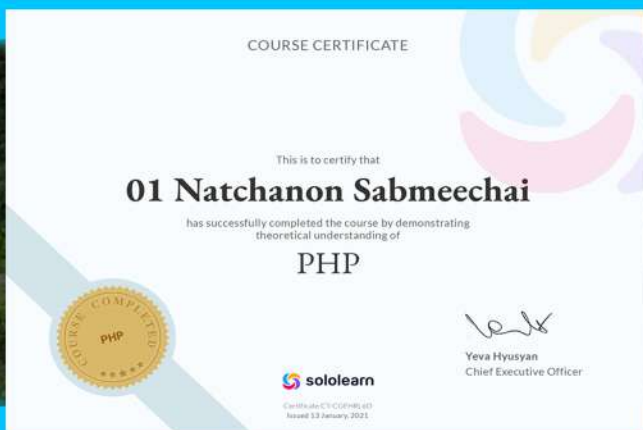 COURSE CERTIFICATE
This is to certify that
01 Natchanon Sabmeechai
has successfully completed the course by demonstrating
theoretical understanding of
PHP
COURSE COMPLETED
PHP
Yeva Hyusyan
Chief Executive Officer
sololearn
Issued 13 January, 2021